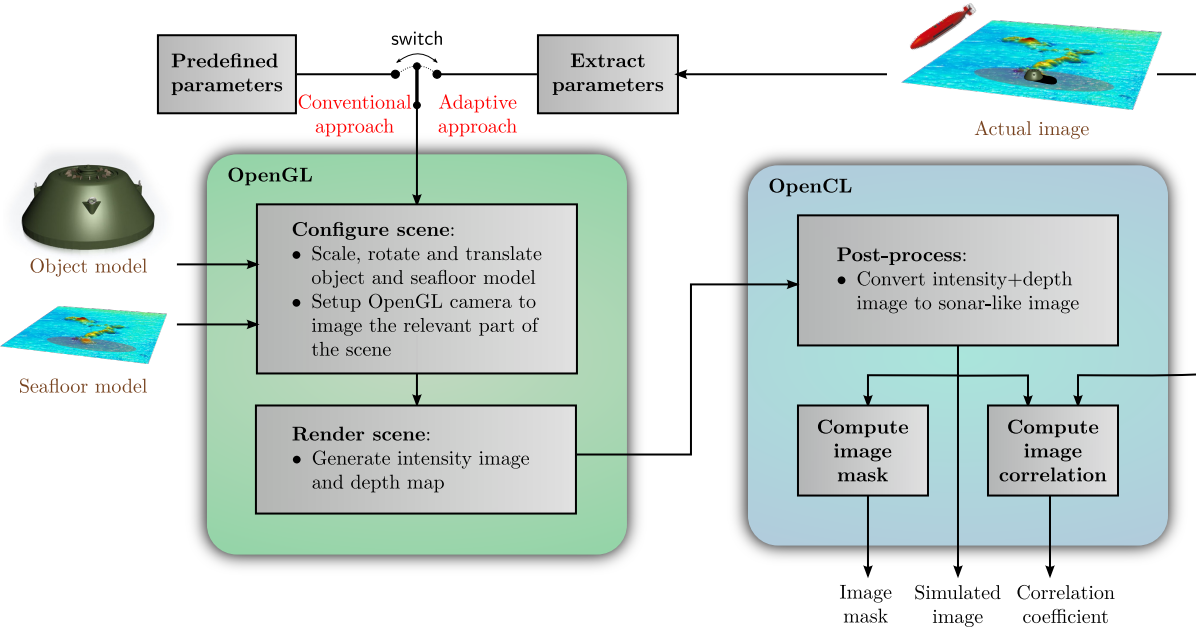 switch
Predefined
parameters
Extract
parameters
Conventional
approach
Adaptive
approach
Actual image
OpenGL
Object model
Seafloor model
Configure scene:
• Scale, rotate and translate
object and seafloor model
• Setup OpenGL camera to
image the relevant part of
the scene
Render scene:
• Generate intensity image
and depth map
OpenCL
Post-process:
• Convert intensity+depth
image to sonar-like image
Compute
image
mask
Compute
image
correlation
Image
mask
Simulated
image
Correlation
coefficient